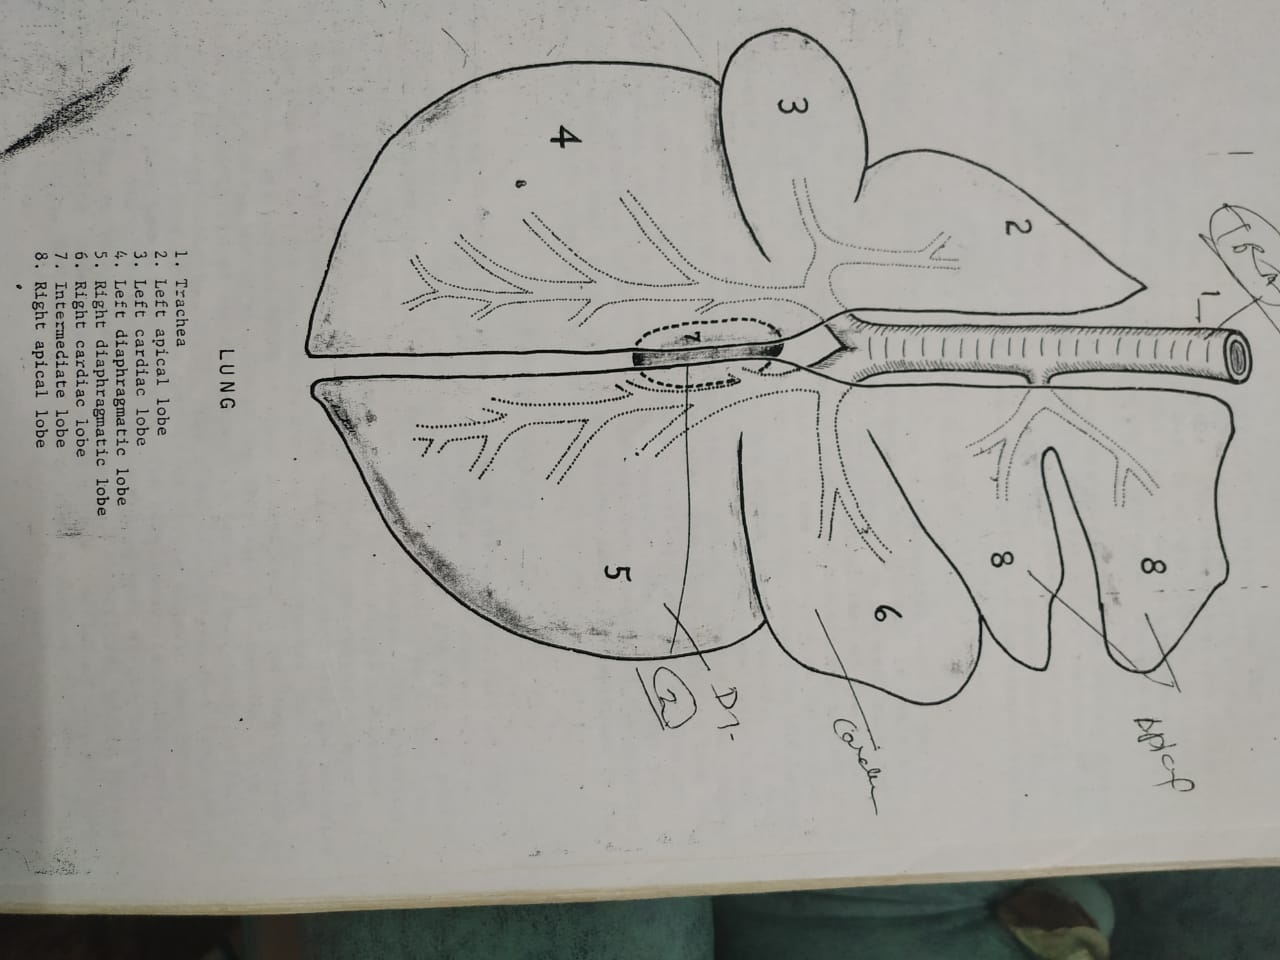 1
2
3
4
5
6
7
8
8
LUNG
1. Trachea
2. Left apical lobe
3. Left cardiac lobe
4. Left diaphragmatic lobe
5. Right diaphragmatic lobe
6. Right cardiac lobe
7. Intermediate lobe
8. Right apical lobe